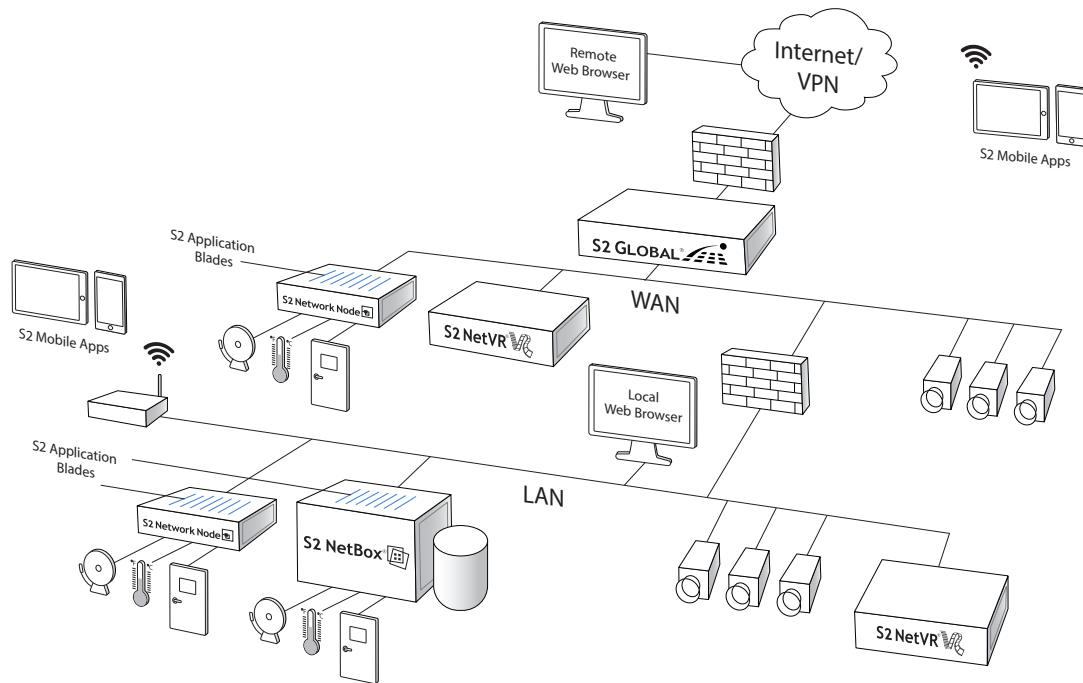 Remote
Web Browser
Internet/
VPN
S2 Mobile Apps
S2 GLOBAL®
S2 Application
Blades
S2 Network Node
S2 NetVR®
WAN
S2 Mobile Apps
Local
Web Browser
S2 Application
Blades
LAN
S2 Network Node
S2 NetBox®
S2 NetVR®